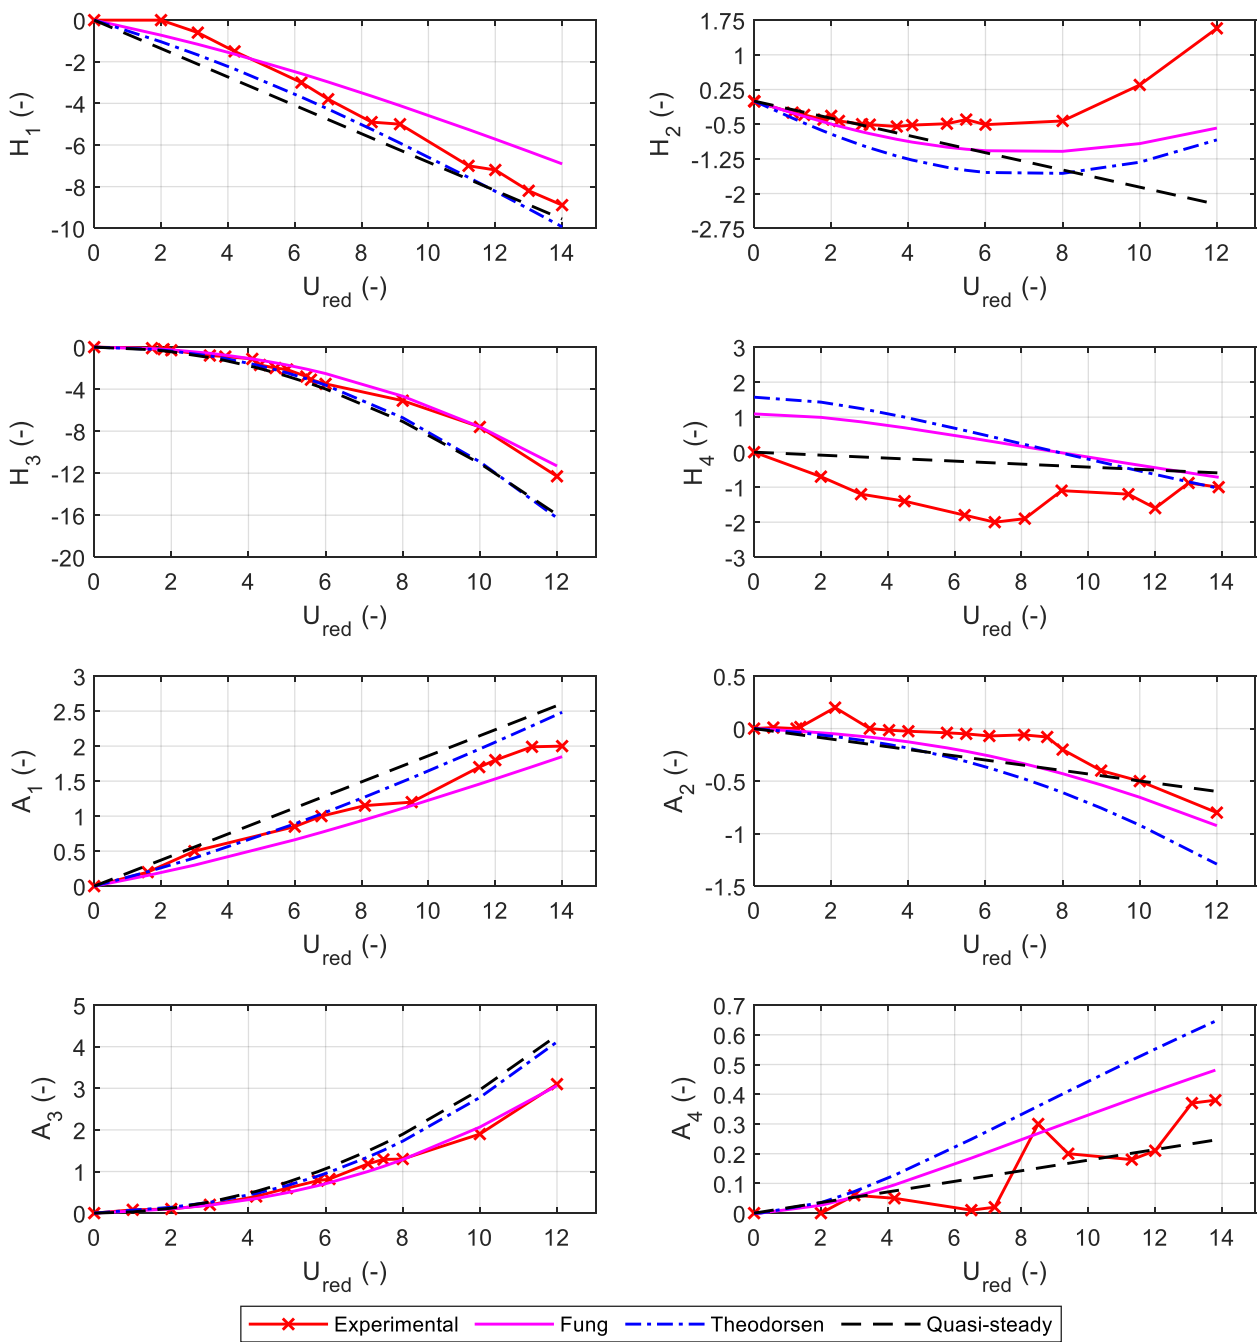 0
-2
-4
-6
-8
-10
H1 (-)
0 2 4 6 8 10 12 14
Ured (-)
1.75
1
0.25
-0.5
-1.25
-2
-2.75
H2 (-)
0 2 4 6 8 10 12
Ured (-)
0
-4
-8
-12
-16
-20
H3 (-)
0 2 4 6 8 10 12
Ured (-)
3
2
1
0
-1
-2
-3
H4 (-)
0 2 4 6 8 10 12 14
Ured (-)
3
2.5
2
1.5
1
0.5
0
A1 (-)
0 2 4 6 8 10 12 14
Ured (-)
0.5
0
-0.5
-1
-1.5
A2 (-)
0 2 4 6 8 10 12
Ured (-)
5
4
3
2
1
0
A3 (-)
0 2 4 6 8 10 12
Ured (-)
0.7
0.6
0.5
0.4
0.3
0.2
0.1
0
A4 (-)
0 2 4 6 8 10 12 14
Ured (-)
Experimental Fung Theodorsen Quasi-steady